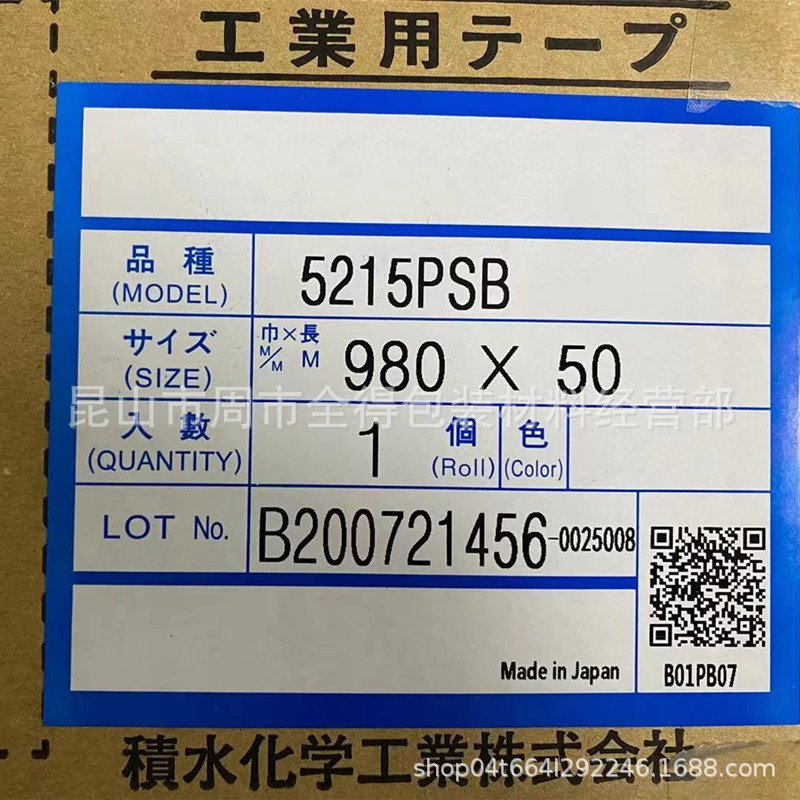 工業用テープ
品 種
(MODEL)
5215PSB
サイズ
(SIZE)
巾×長
M/M M
980 X 50
入 數
(QUANTITY)
1
個
(Roll)
色
(Color)
LOT No.
B200721456-0025008
Made in Japan
B01PB07
積水化学工業株式会社
昆山市周市全得包装材料经营部
shop04t664l292246.1688.com